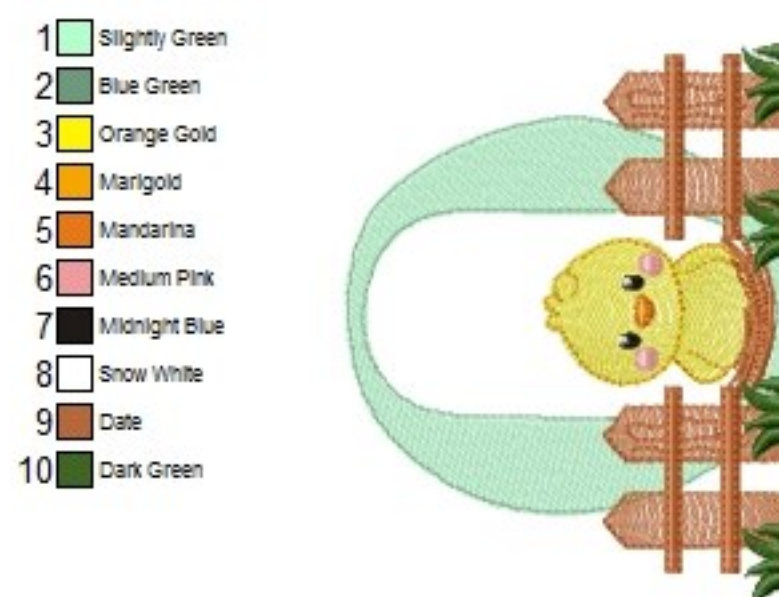 1 Slightly Green
2 Blue Green
3 Orange Gold
4 Marigold
5 Mandarina
6 Medium Pink
7 Midnight Blue
8 Snow White
9 Date
10 Dark Green